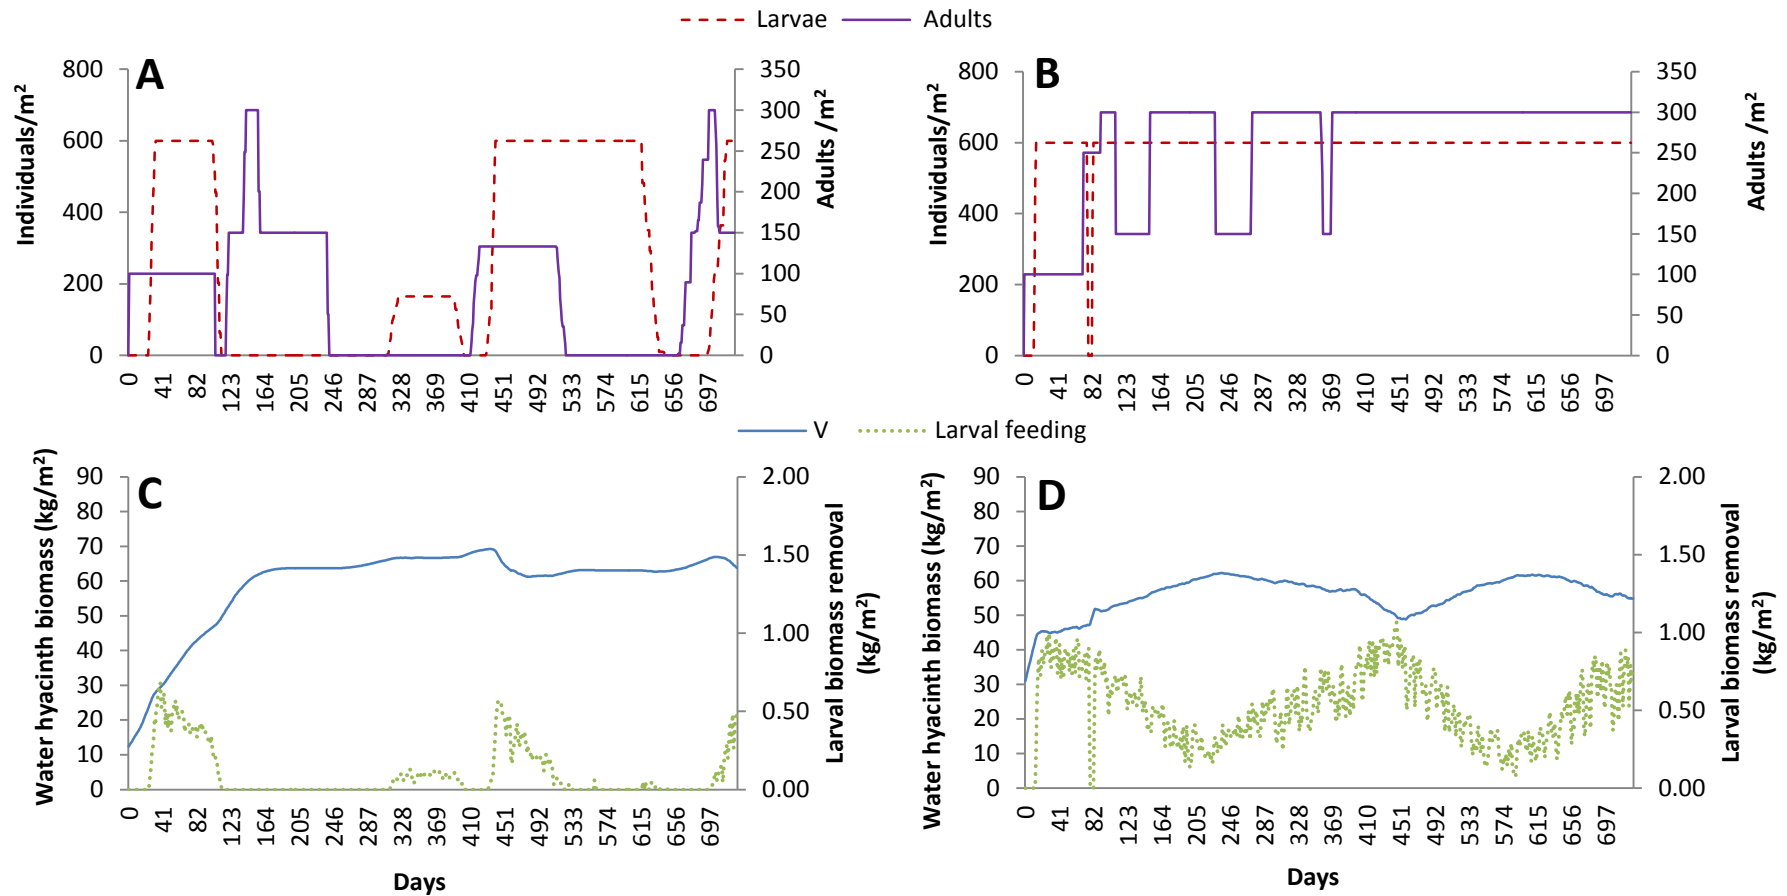 Larvae Adults
A
Individuals/m²
800
600
400
200
0
350
300
250
200
150
100
50
0
Adults /m²
0 41 82 123 164 205 246 287 328 369 410 451 492 533 574 615 656 697
B
Individuals/m²
800
600
400
200
0
350
300
250
200
150
100
50
0
Adults /m²
0 41 82 123 164 205 246 287 328 369 410 451 492 533 574 615 656 697
V Larval feeding
C
Water hyacinth biomass (kg/m²)
90
80
70
60
50
40
30
20
10
0
2.00
1.50
1.00
0.50
0.00
Larval biomass removal
(kg/m²)
0 41 82 123 164 205 246 287 328 369 410 451 492 533 574 615 656 697
Days
D
Water hyacinth biomass (kg/m²)
90
80
70
60
50
40
30
20
10
0
2.00
1.50
1.00
0.50
0.00
Larval biomass removal
(kg/m²)
0 41 82 123 164 205 246 287 328 369 410 451 492 533 574 615 656 697
Days